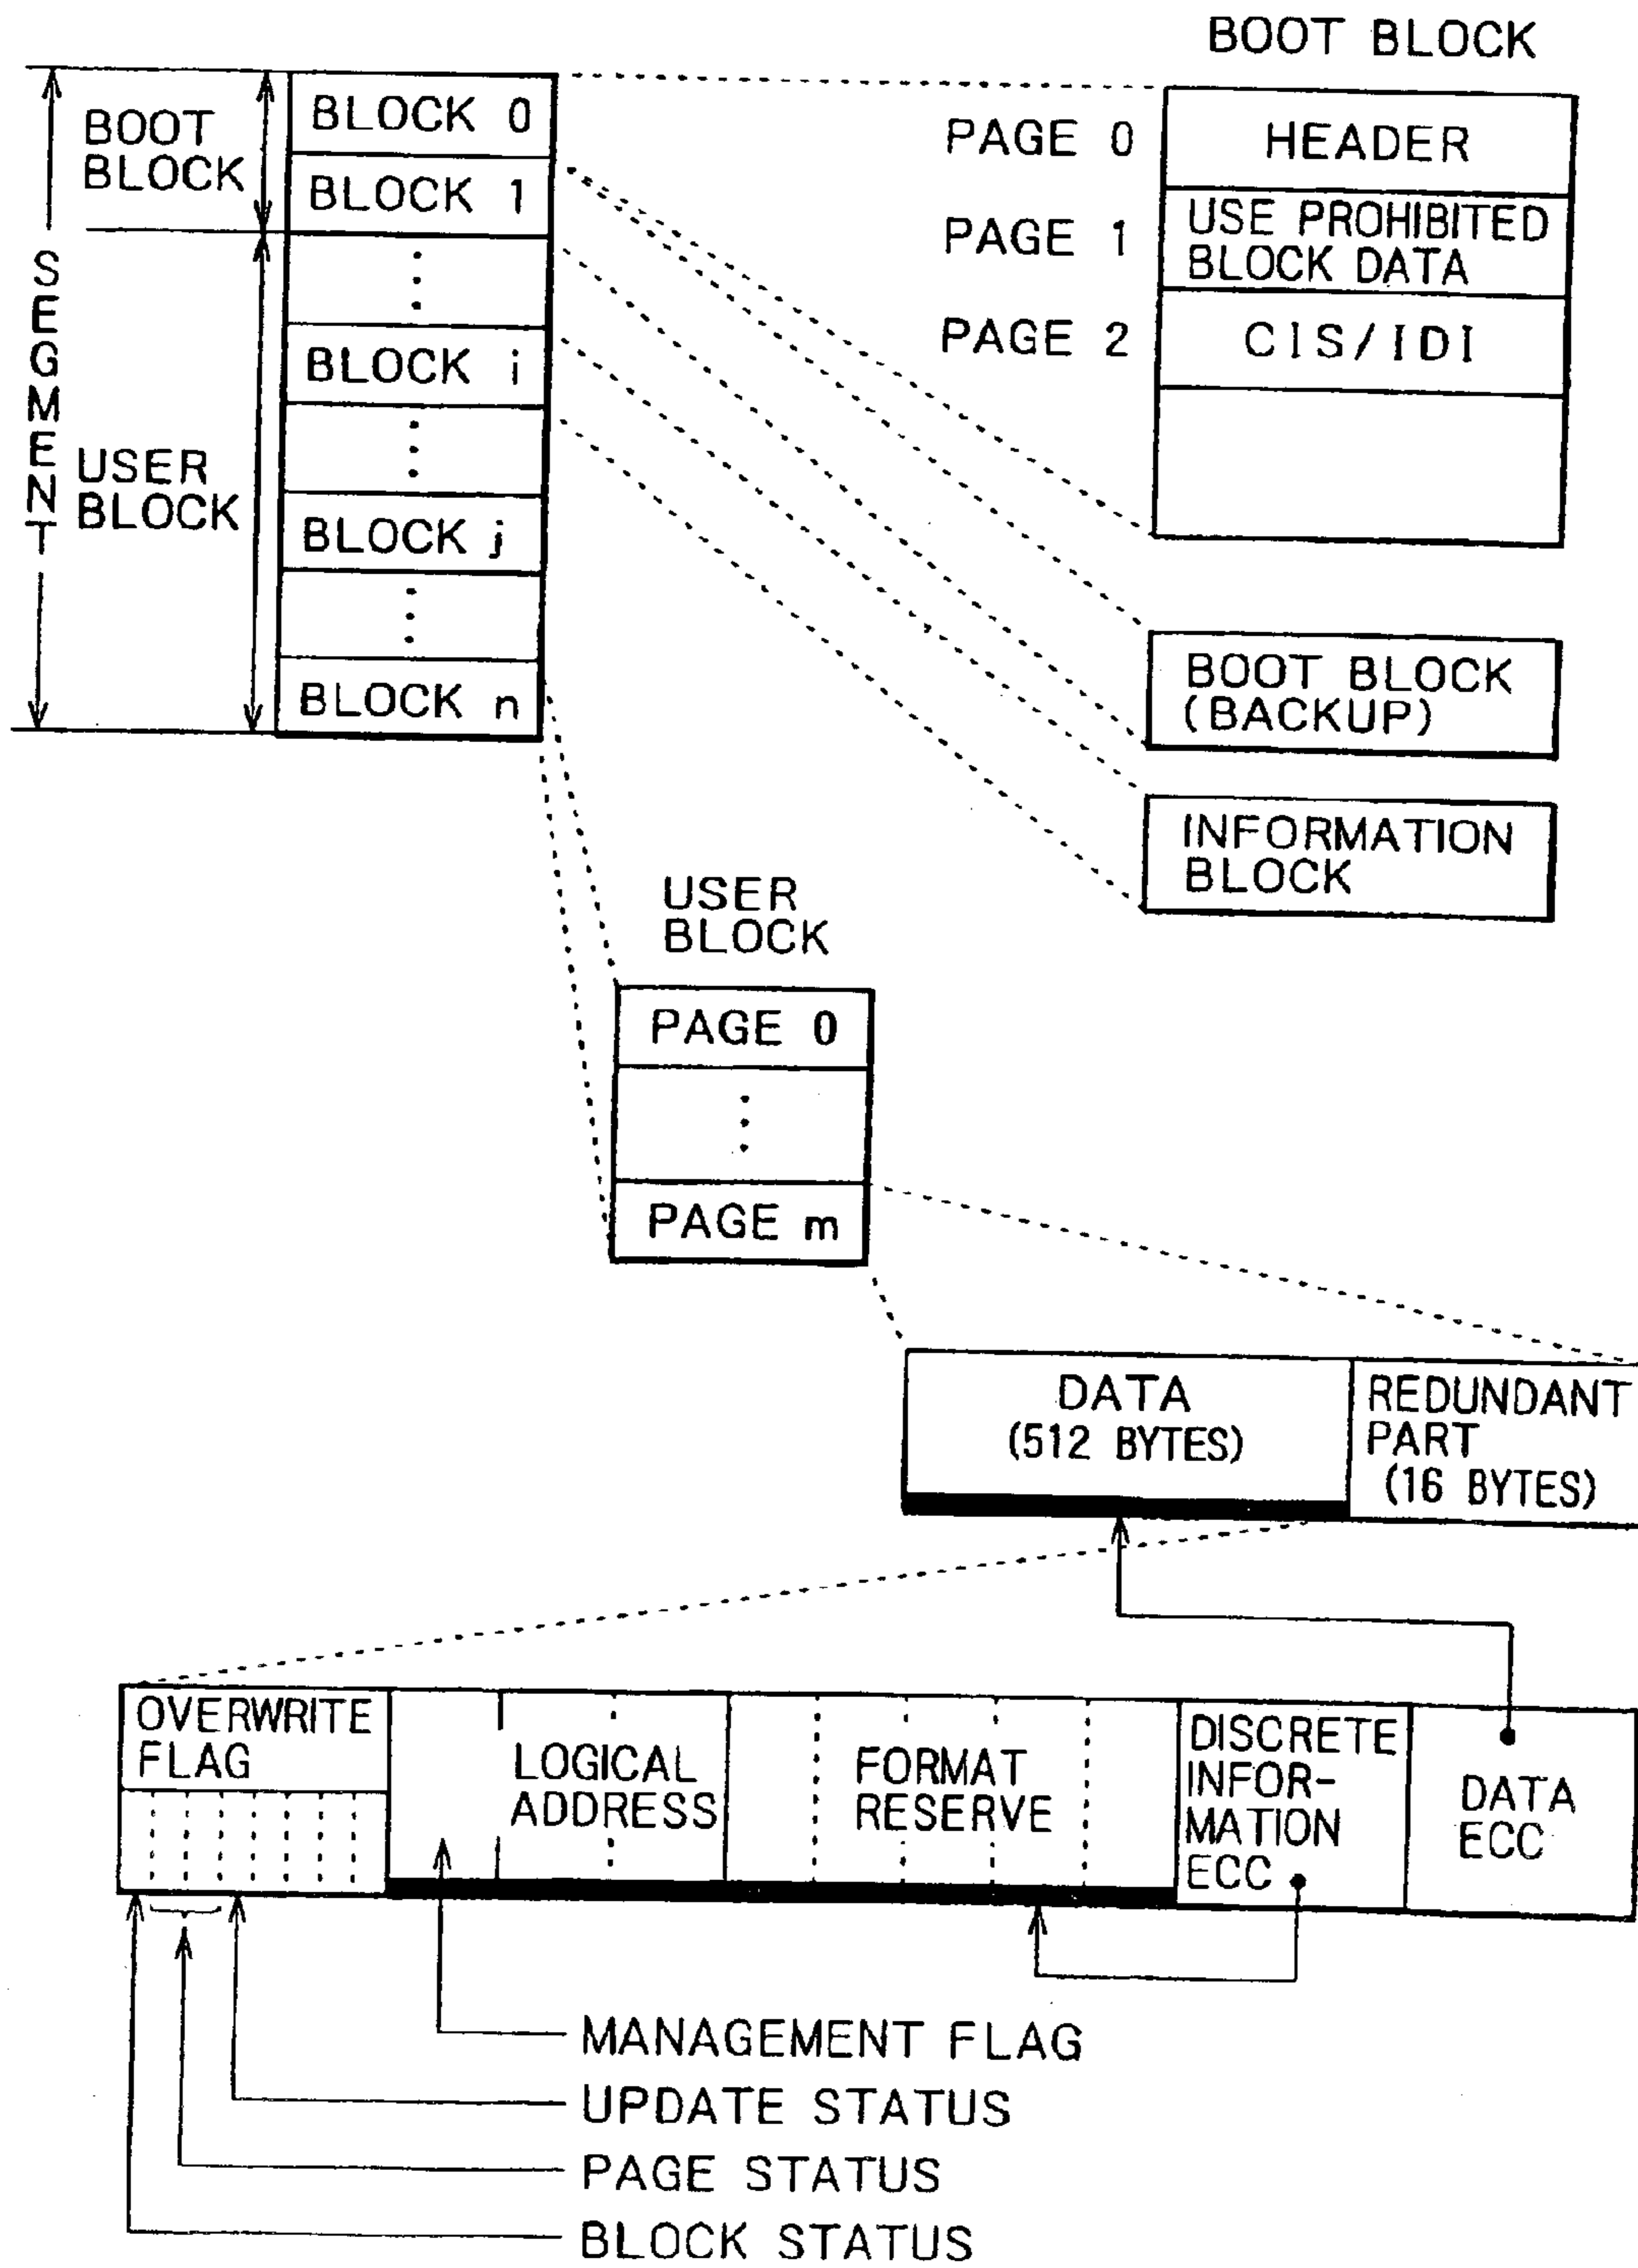 BOOT BLOCK
SEGMENT
BOOT
BLOCK
USER
BLOCK
BLOCK 0
BLOCK 1
BLOCK i
BLOCK j
BLOCK n
PAGE 0
HEADER
PAGE 1
USE PROHIBITED
BLOCK DATA
PAGE 2
CIS/IDI
BOOT BLOCK
(BACKUP)
INFORMATION
BLOCK
USER
BLOCK
PAGE 0
PAGE m
DATA
(512 BYTES)
REDUNDANT
PART
(16 BYTES)
OVERWRITE
FLAG
LOGICAL
ADDRESS
FORMAT
RESERVE
DISCRETE
INFOR-
MATION
ECC
DATA
ECC
MANAGEMENT FLAG
UPDATE STATUS
PAGE STATUS
BLOCK STATUS